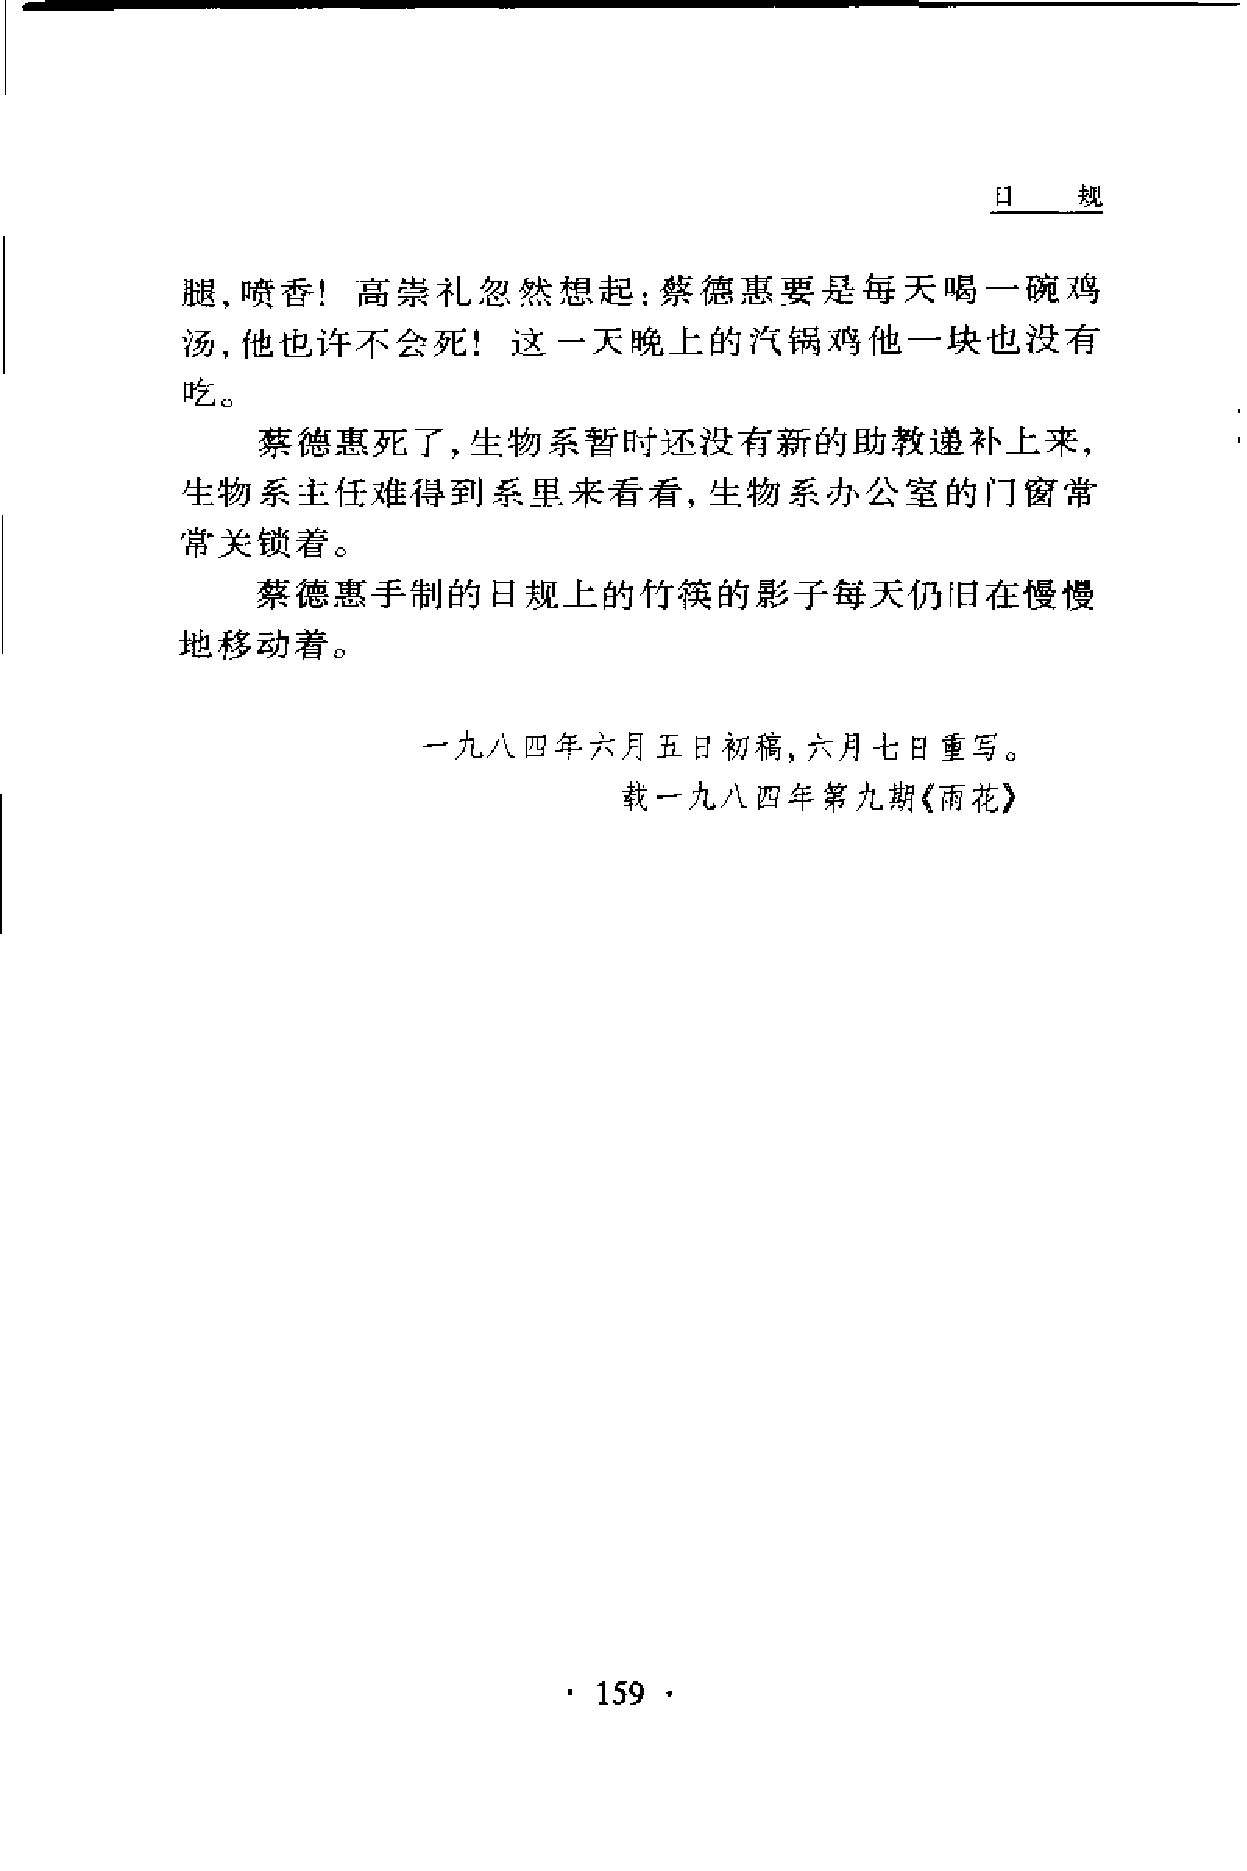 日　规
腿,喷香!　高崇礼忽然想起:蔡德惠要是每天喝一碗鸡
汤,他也许不会死!　这一天晚上的汽锅鸡他一块也没有
吃。
蔡德惠死了,生物系暂时还没有新的助教递补上来,
生物系主任难得到系里来看看,生物系办公室的门窗常
常关锁着。
蔡德惠手制的日规上的竹筷的影子每天仍旧在慢慢
地移动着。
一九八四年六月五日初稿,六月七日重写。
载一九八四年第九期《雨花》
· 159 ·